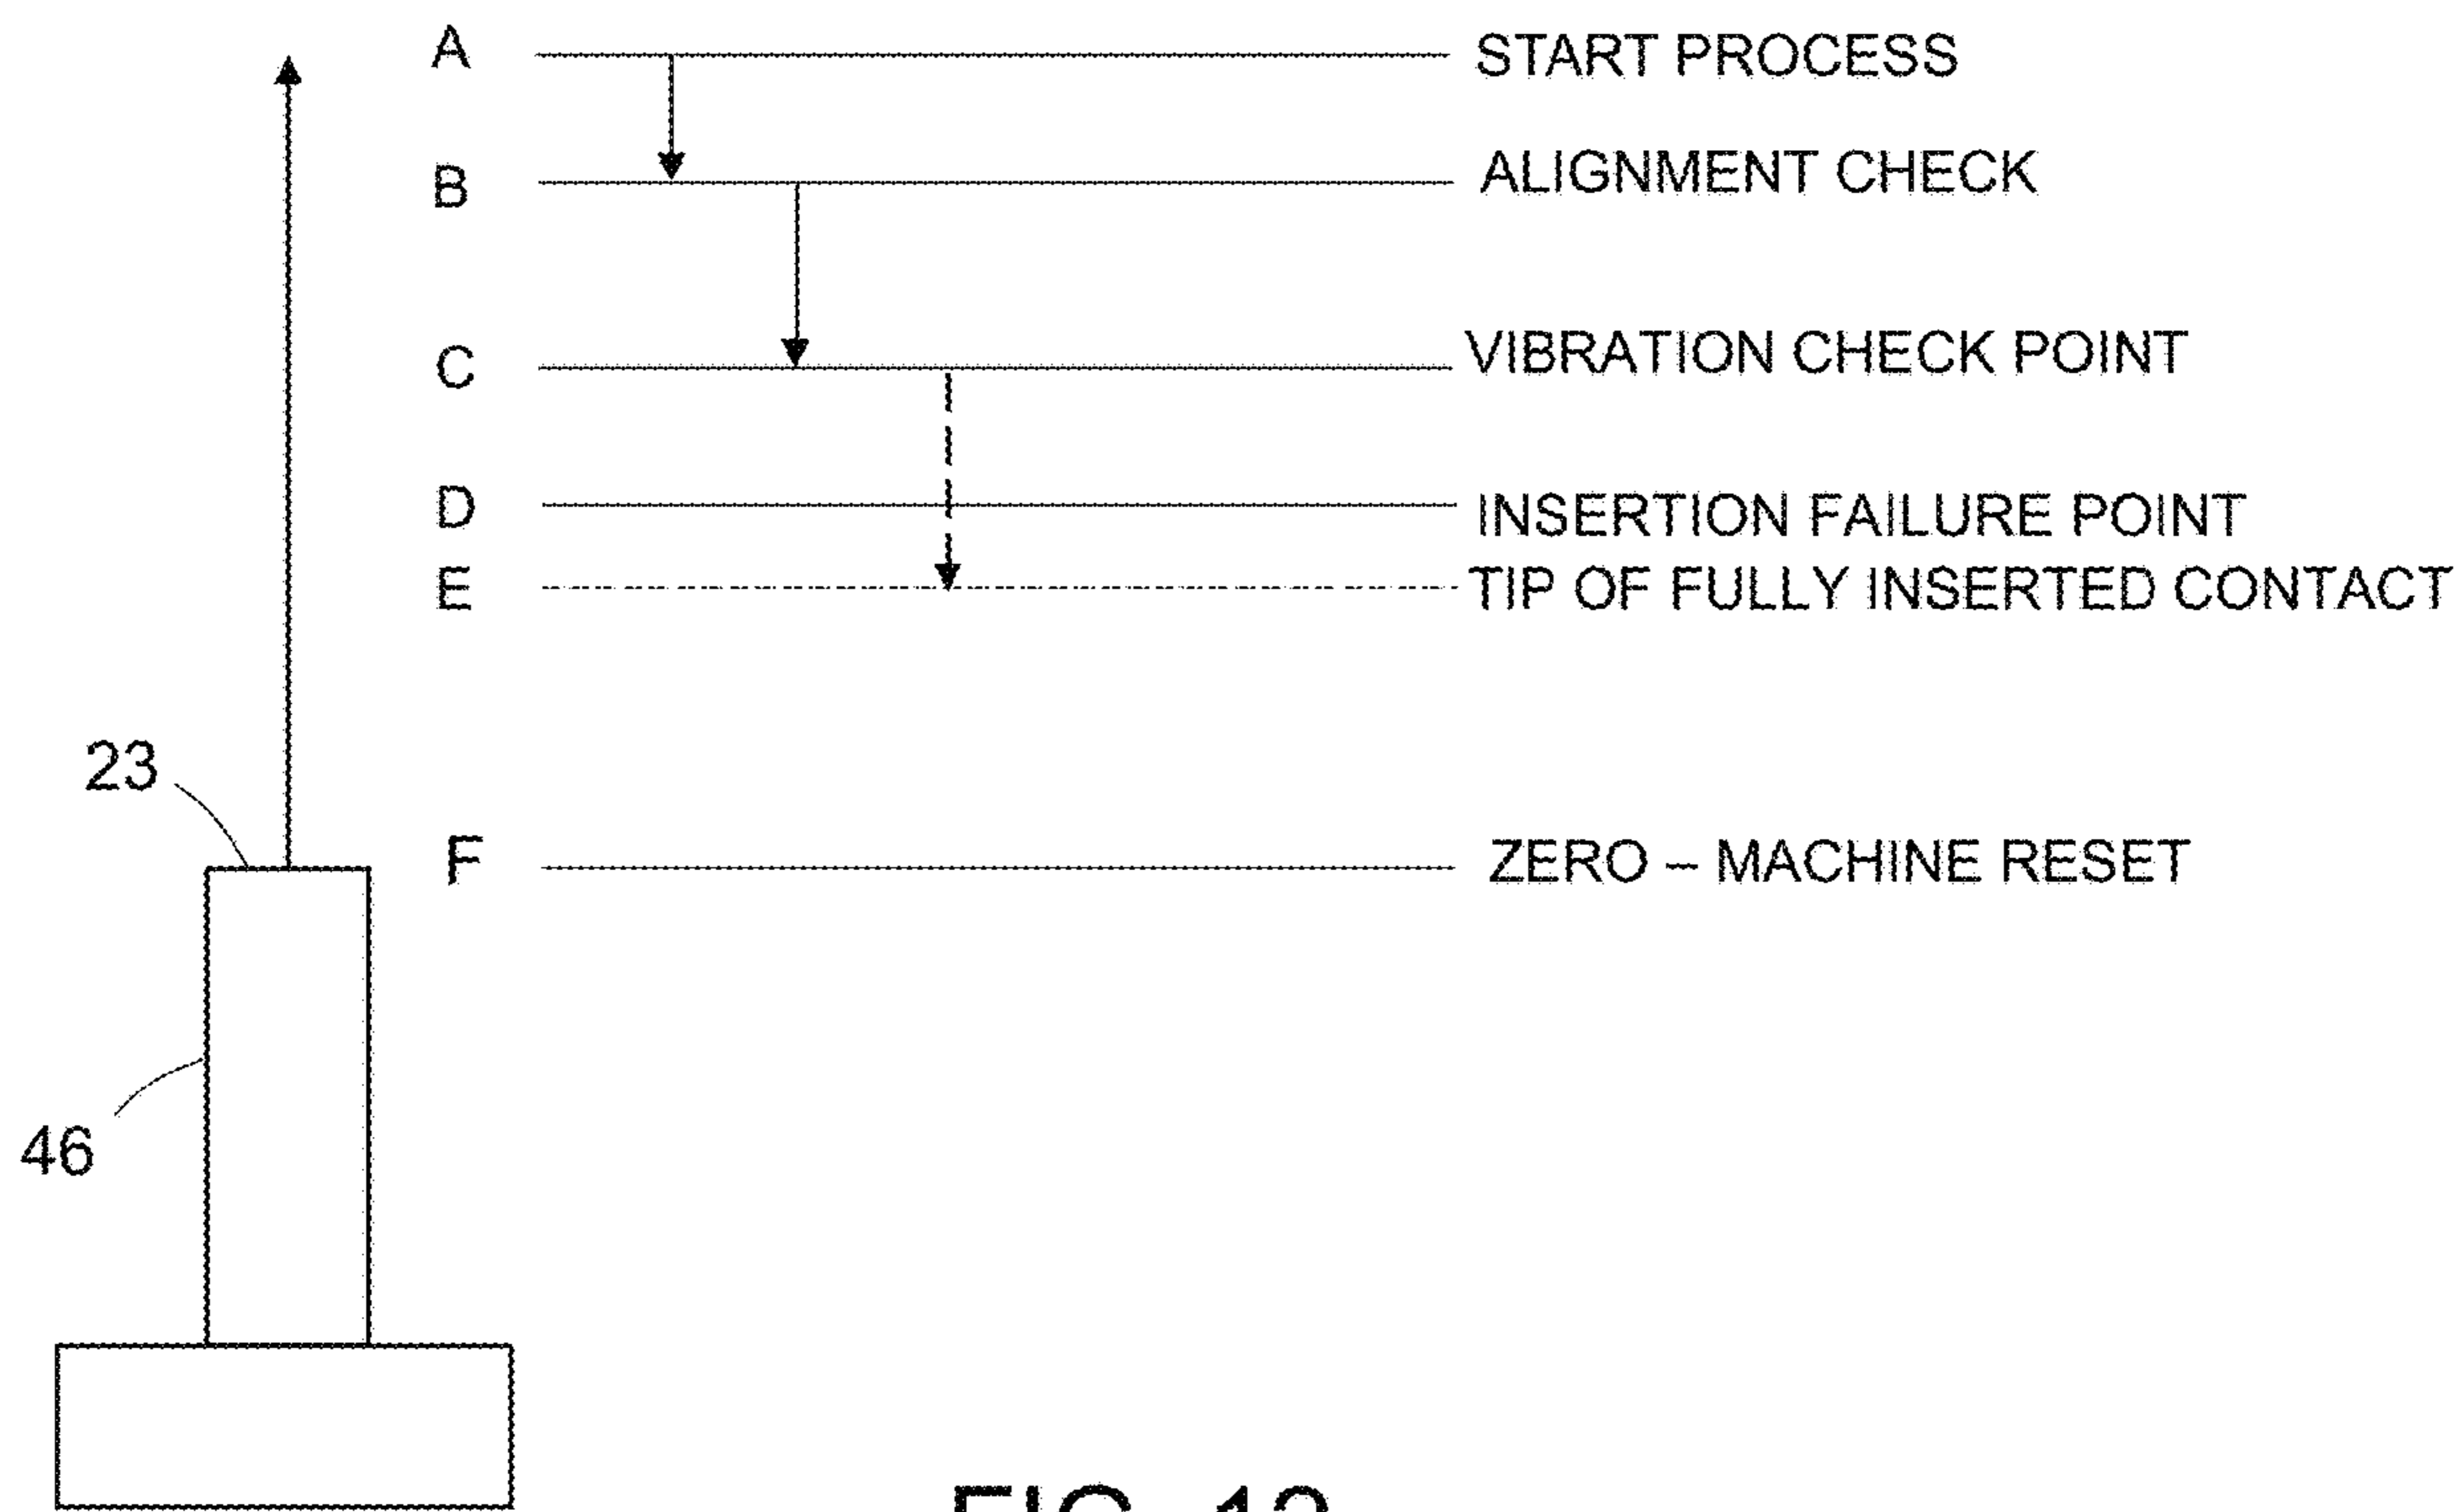 A START PROCESS
B ALIGNMENT CHECK
C VIBRATION CHECK POINT
D INSERTION FAILURE POINT
E TIP OF FULLY INSERTED CONTACT
23
F ZERO – MACHINE RESET
46